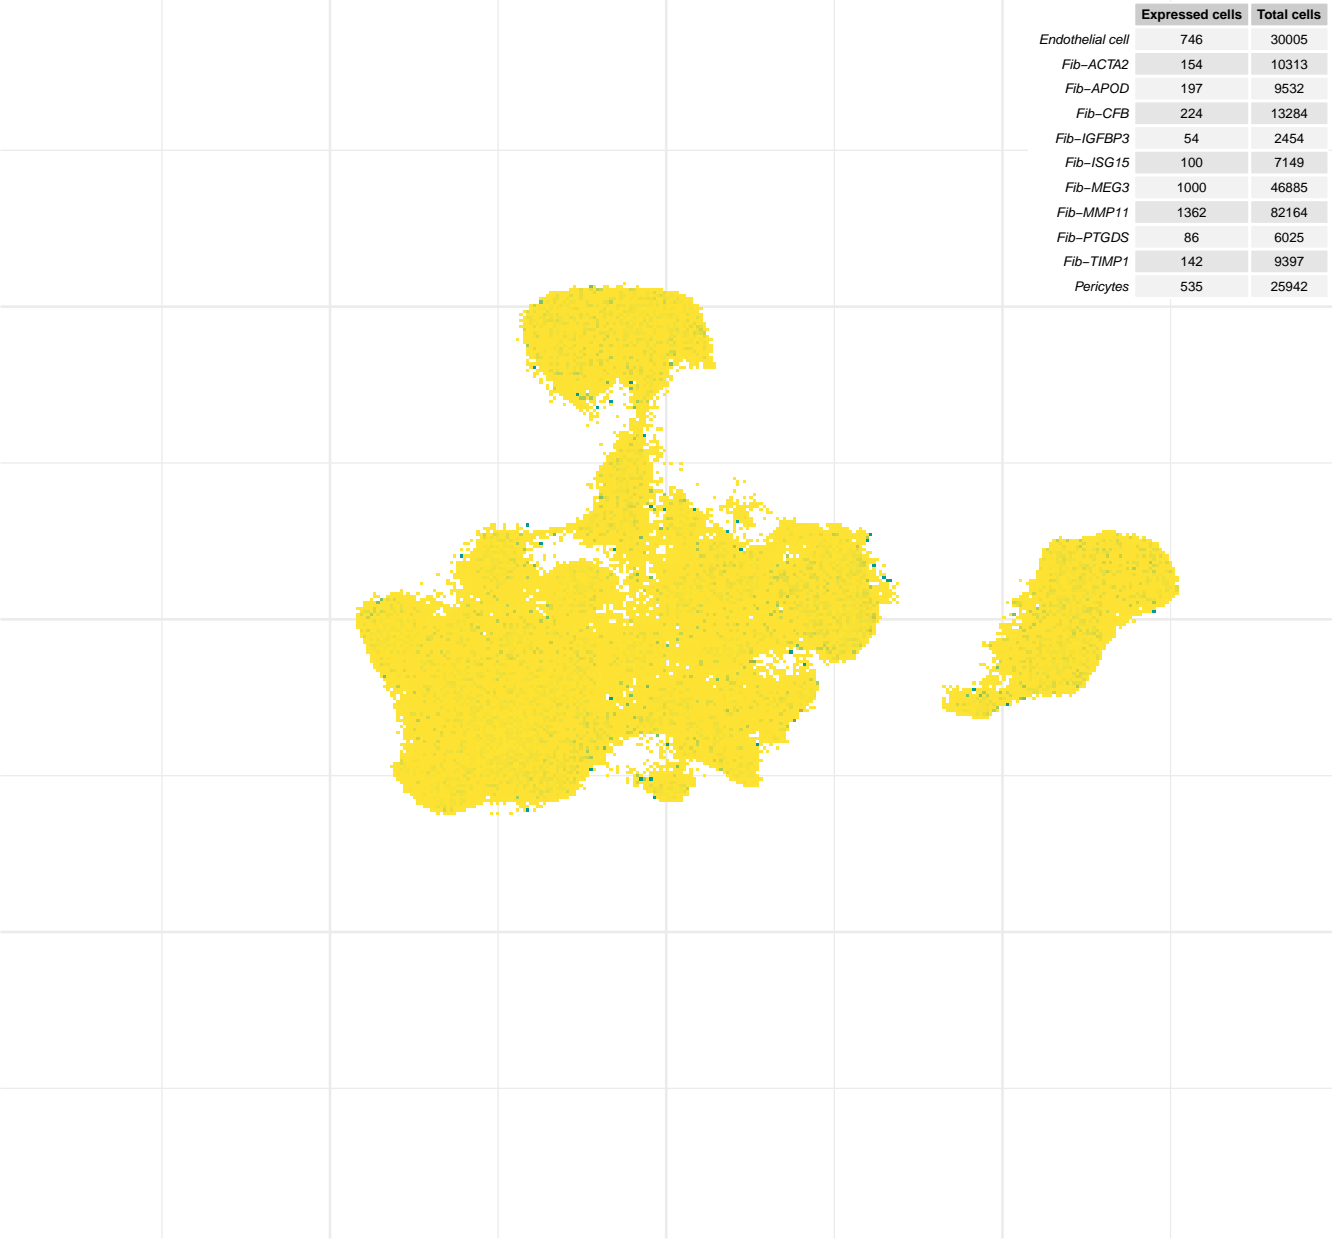 Expressed cells Total cells
Endothelial cell 746 30005
Fib−ACTA2 154 10313
Fib−APOD 197 9532
Fib−CFB 224 13284
Fib−IGFBP3 54 2454
Fib−ISG15 100 7149
Fib−MEG3 1000 46885
Fib−MMP11 1362 82164
Fib−PTGDS 86 6025
Fib−TIMP1 142 9397
Pericytes 535 25942